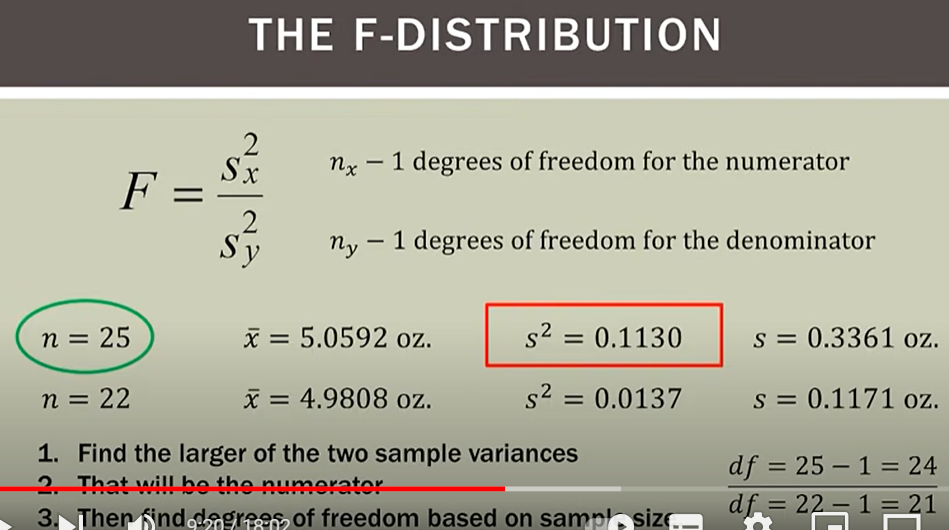 THE F-DISTRIBUTION
F = s_x^2 / s_y^2
n_x − 1 degrees of freedom for the numerator
n_y − 1 degrees of freedom for the denominator
n = 25 x̄ = 5.0592 oz. s² = 0.1130 s = 0.3361 oz.
n = 22 x̄ = 4.9808 oz. s² = 0.0137 s = 0.1171 oz.
1. Find the larger of the two sample variances
2. That will be the numerator
3. Then find degrees of freedom based on sample size
df = 25 − 1 = 24
df = 22 − 1 = 21
9:20 / 18:02